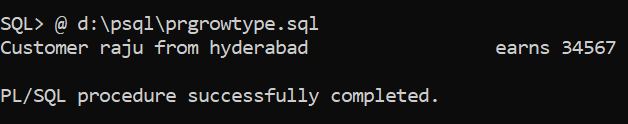 SQL> @ d:\psql\prgrowtype.sql
Customer raju from hyderabad                earns 34567
PL/SQL procedure successfully completed.